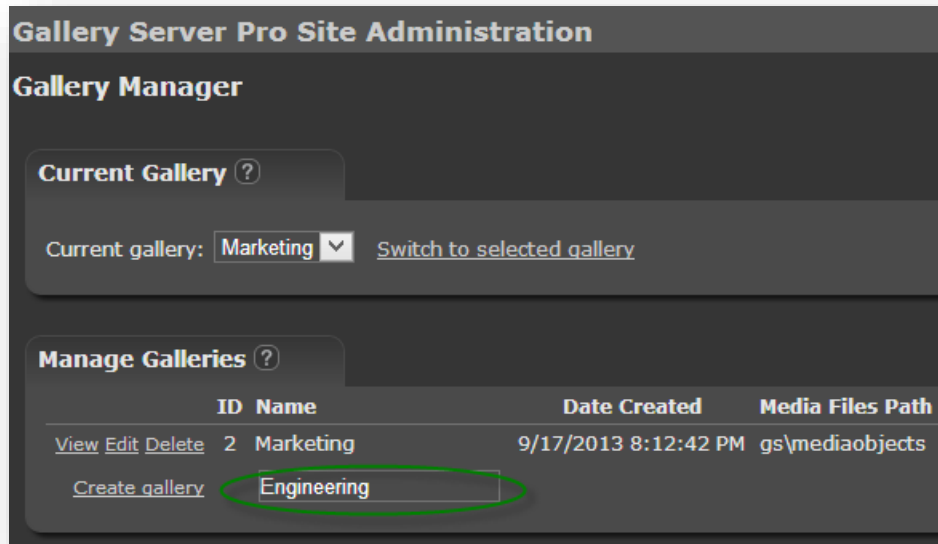 Gallery Server Pro Site Administration
Gallery Manager
Current Gallery ?
Current gallery: Marketing Switch to selected gallery
Manage Galleries ?
ID Name Date Created Media Files Path
View Edit Delete 2 Marketing 9/17/2013 8:12:42 PM gs\mediaobjects
Create gallery Engineering